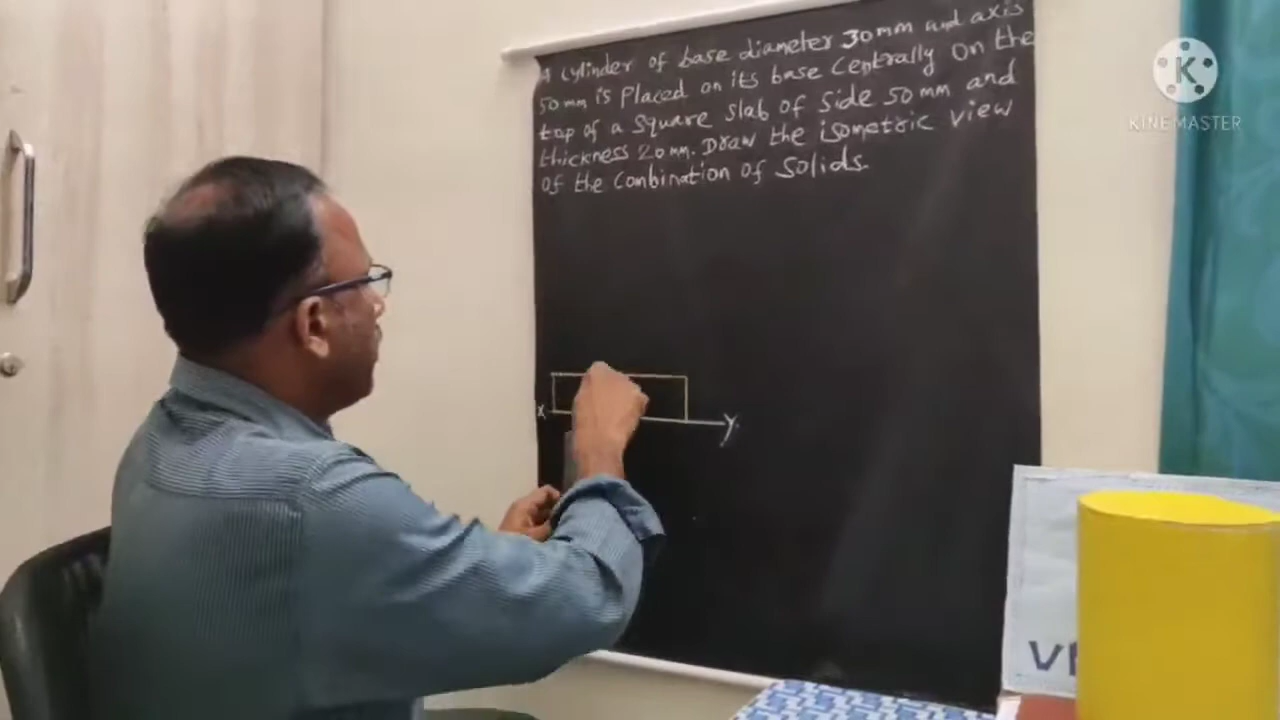 A cylinder of base diameter 30mm and axis
50mm is placed on its base centrally on the
top of a square slab of side 50mm and
thickness 20mm. Draw the isometric view
of the combination of solids.
X
Y
K
KINEMASTER